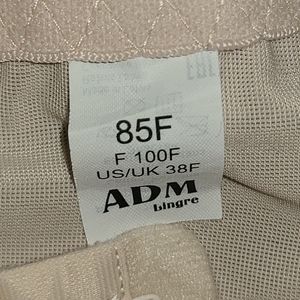 85F
F 100F
US/UK 38F
ADM
lingre